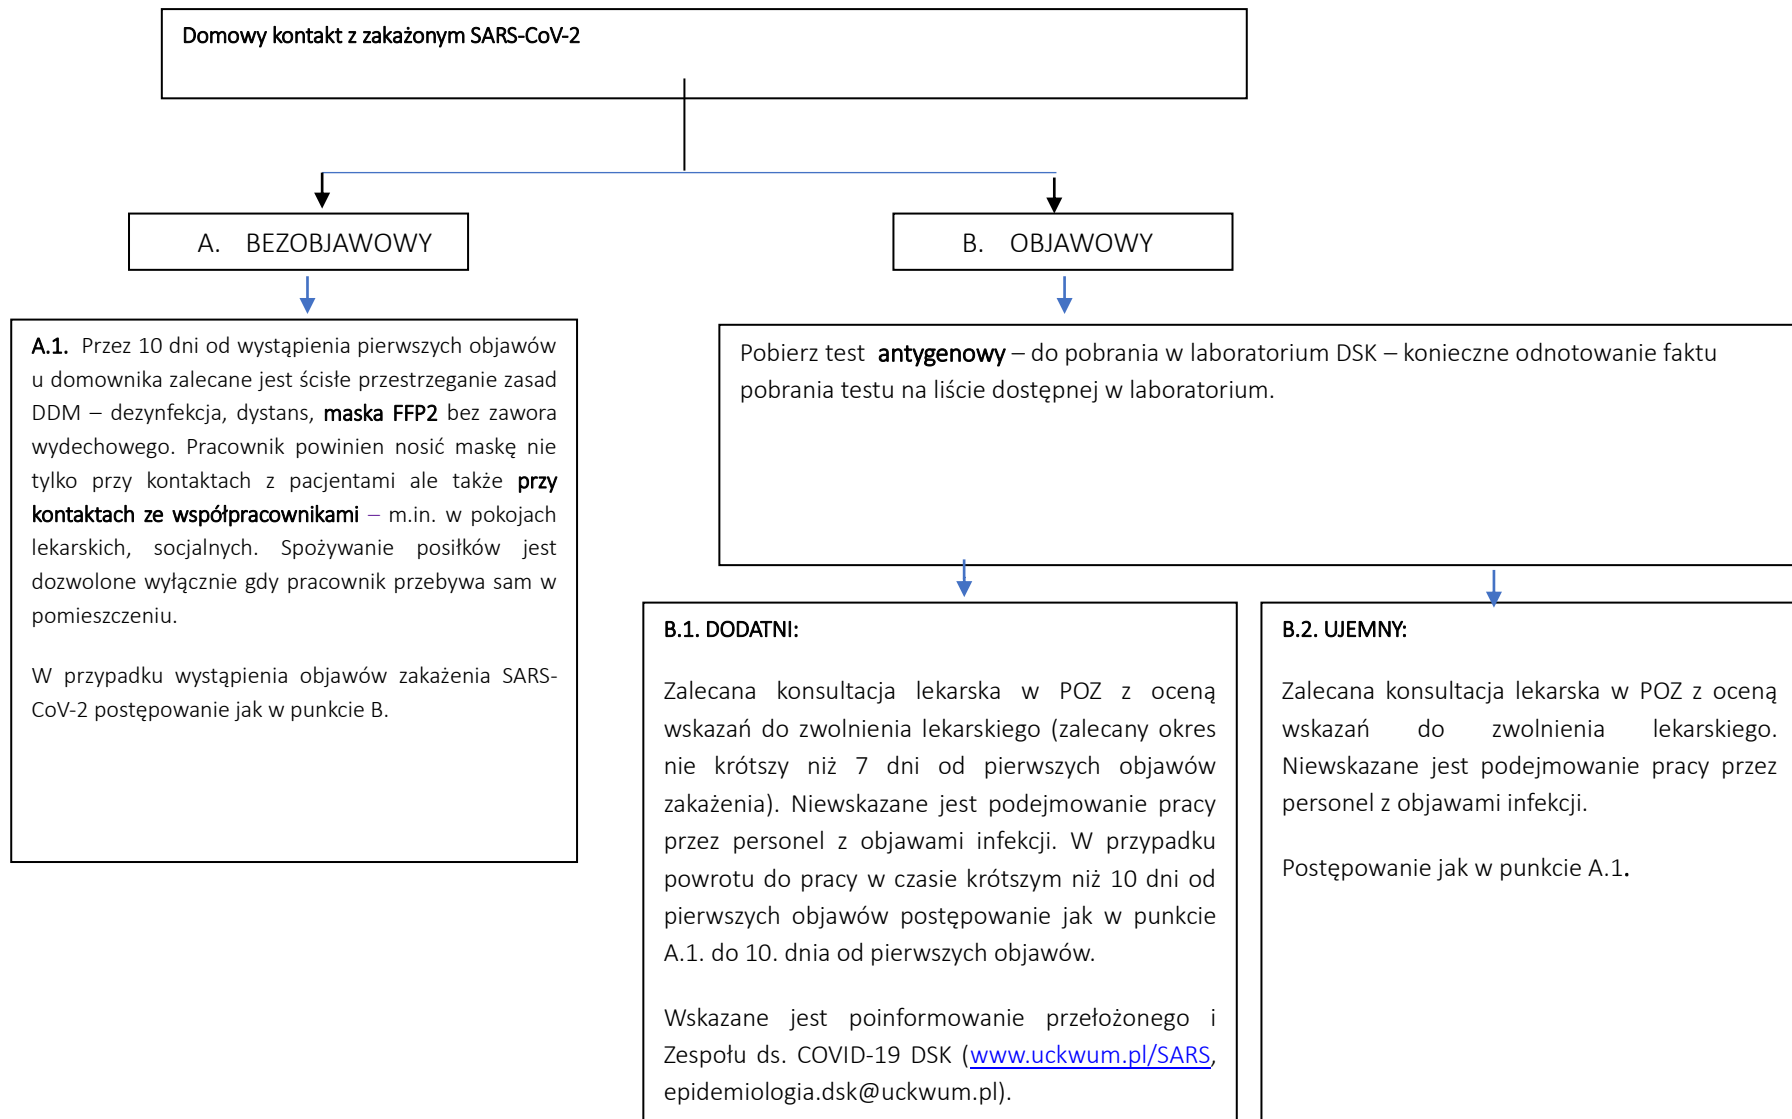 Domowy kontakt z zakażonym SARS-CoV-2
A. BEZOBJAWOWY
B. OBJAWOWY
A.1. Przez 10 dni od wystąpienia pierwszych objawów
u domownika zalecane jest ścisłe przestrzeganie zasad
DDM – dezynfekcja, dystans, maska FFP2 bez zawora
wydechowego. Pracownik powinien nosić maskę nie
tylko przy kontaktach z pacjentami ale także przy
kontaktach ze współpracownikami – m.in. w pokojach
lekarskich, socjalnych. Spożywanie posiłków jest
dozwolone wyłącznie gdy pracownik przebywa sam w
pomieszczeniu.
W przypadku wystąpienia objawów zakażenia SARS-
CoV-2 postępowanie jak w punkcie B.
Pobierz test antygenowy – do pobrania w laboratorium DSK – konieczne odnotowanie faktu
pobrania testu na liście dostępnej w laboratorium.
B.1. DODATNI:
Zalecana konsultacja lekarska w POZ z oceną
wskazań do zwolnienia lekarskiego (zalecany okres
nie krótszy niż 7 dni od pierwszych objawów
zakażenia). Niewskazane jest podejmowanie pracy
przez personel z objawami infekcji. W przypadku
powrotu do pracy w czasie krótszym niż 10 dni od
pierwszych objawów postępowanie jak w punkcie
A.1. do 10. dnia od pierwszych objawów.
Wskazane jest poinformowanie przełożonego i
Zespołu ds. COVID-19 DSK (www.uckwum.pl/SARS,
epidemiologia.dsk@uckwum.pl).
B.2. UJEMNY:
Zalecana konsultacja lekarska w POZ z oceną
wskazań do zwolnienia lekarskiego.
Niewskazane jest podejmowanie pracy przez
personel z objawami infekcji.
Postępowanie jak w punkcie A.1.